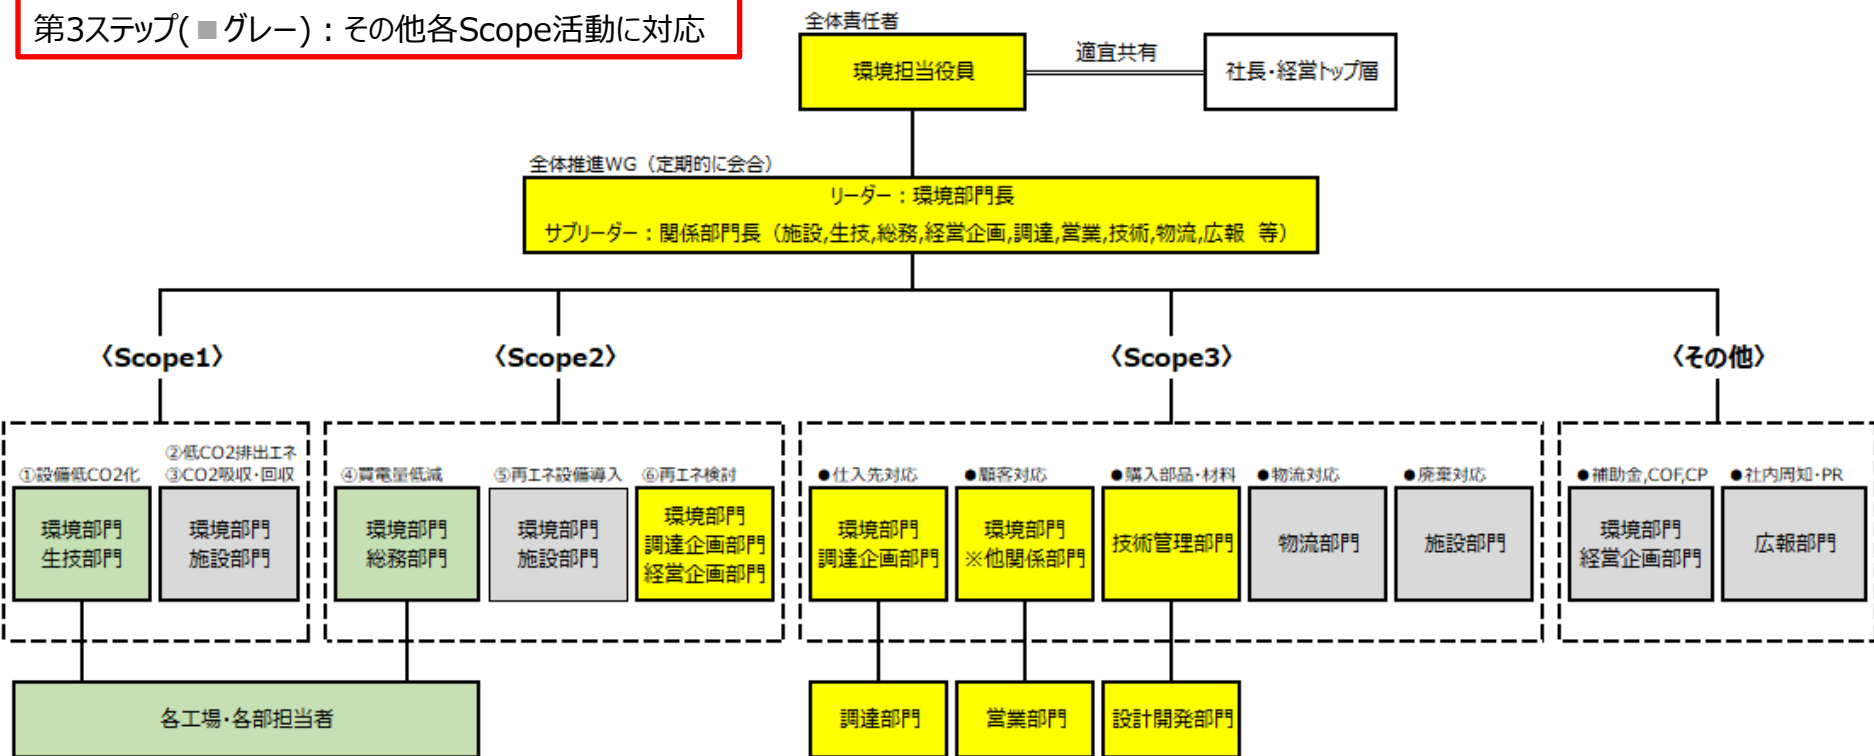 第3ステップ(■グレー)：その他各Scope活動に対応
全体責任者
環境担当役員
適宜共有
社長・経営トップ層
全体推進WG（定期的に会合）
リーダー：環境部門長
サブリーダー：関係部門長（施設,生技,総務,経営企画,調達,営業,技術,物流,広報 等）
〈Scope1〉
〈Scope2〉
〈Scope3〉
〈その他〉
①設備低CO2化
環境部門
生技部門
②低CO2排出エネ
③CO2吸収・回収
環境部門
施設部門
④買電量低減
環境部門
総務部門
⑤再エネ設備導入
環境部門
施設部門
⑥再エネ検討
環境部門
調達企画部門
経営企画部門
●仕入先対応
環境部門
調達企画部門
●顧客対応
環境部門
※他関係部門
●購入部品・材料
技術管理部門
●物流対応
物流部門
●廃棄対応
施設部門
●補助金,COF,CP
環境部門
経営企画部門
●社内周知・PR
広報部門
各工場・各部担当者
調達部門
営業部門
設計開発部門